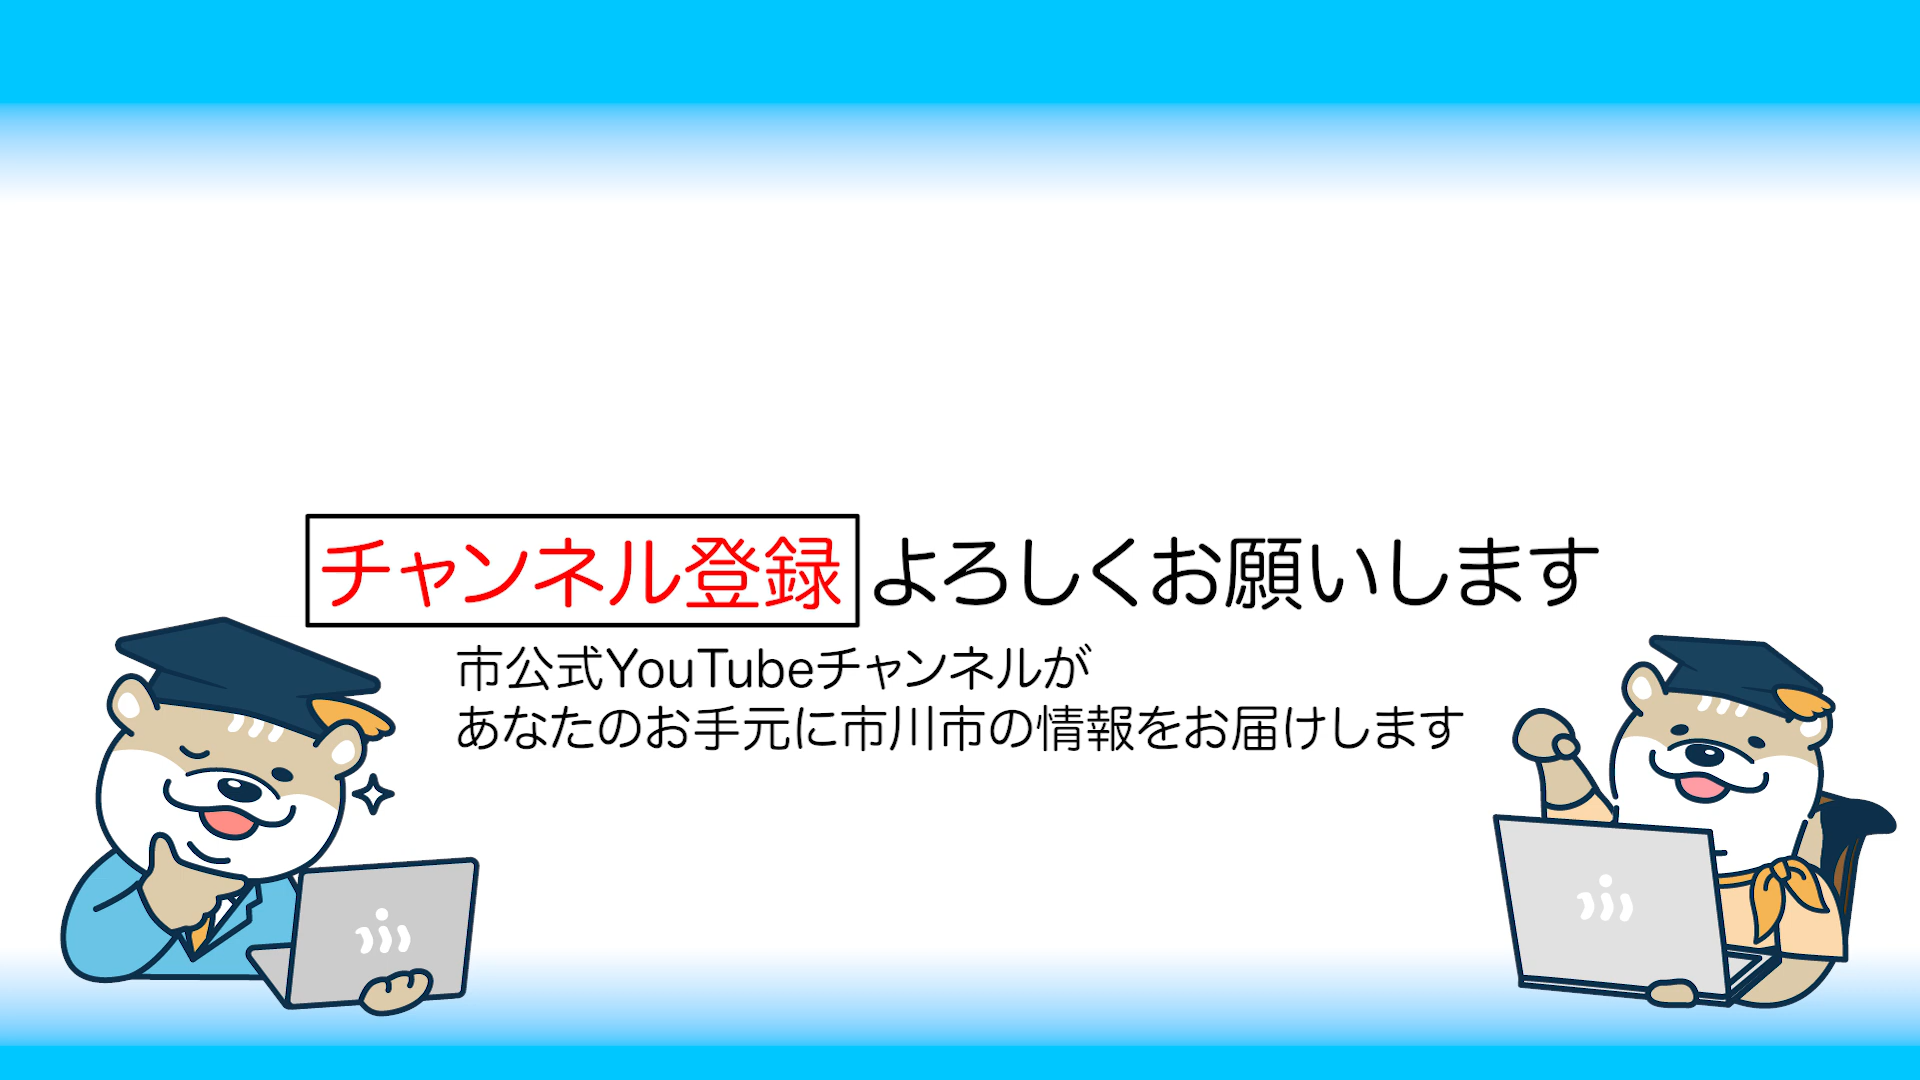 チャンネル登録 よろしくお願いします
市公式YouTubeチャンネルが
あなたのお手元に市川市の情報をお届けします